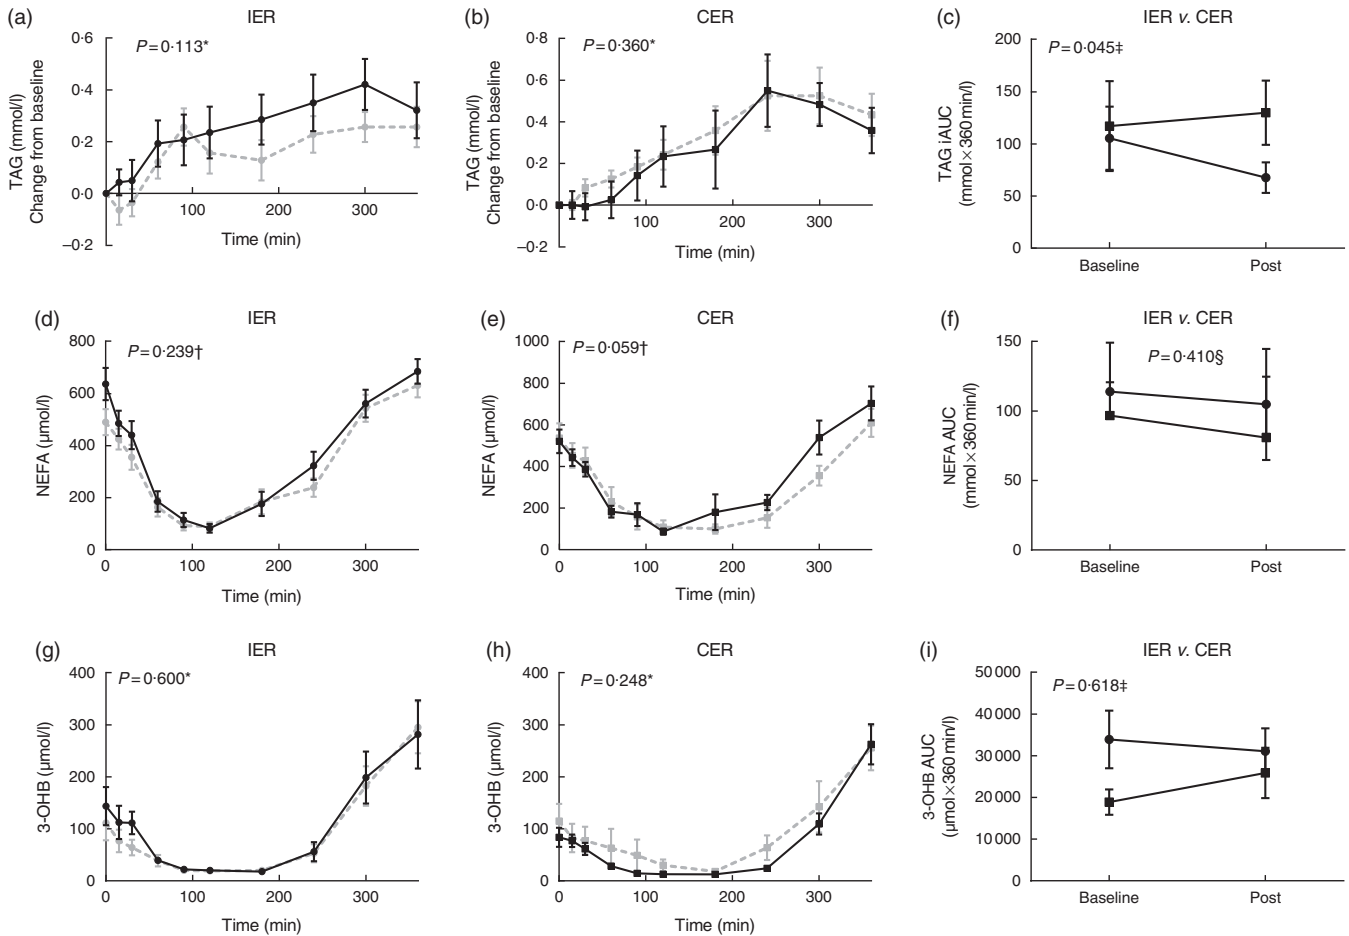 (a)
IER
P=0·113*
TAG (mmol/l)
Change from baseline
0·6
0·4
0·2
0·0
–0·2
100
300
Time (min)
(b)
CER
P=0·360*
TAG (mmol/l)
Change from baseline
0·8
0·6
0·4
0·2
0·0
–0·2
100
200
300
Time (min)
(c)
IER v. CER
P=0·045‡
TAG iAUC
(mmol×360 min/l)
200
150
100
50
0
Baseline
Post
(d)
IER
P=0·239†
NEFA (µmol/l)
800
600
400
200
0
0
100
200
300
Time (min)
(e)
CER
P=0·059†
NEFA (µmol/l)
1000
800
600
400
200
0
0
100
200
300
Time (min)
(f)
IER v. CER
P=0·410§
NEFA AUC
(mmol×360 min/l)
150
100
50
0
Baseline
Post
(g)
IER
P=0·600*
3-OHB (µmol/l)
400
300
200
100
0
0
100
200
300
Time (min)
(h)
CER
P=0·248*
3-OHB (µmol/l)
400
300
200
100
0
0
100
200
300
Time (min)
(i)
IER v. CER
P=0·618‡
3-OHB AUC
(µmol×360 min/l)
50 000
40 000
30 000
20 000
10 000
0
Baseline
Post